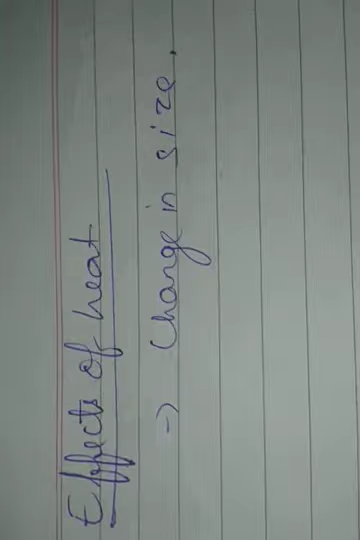 Effects of heat
→ Change in size.